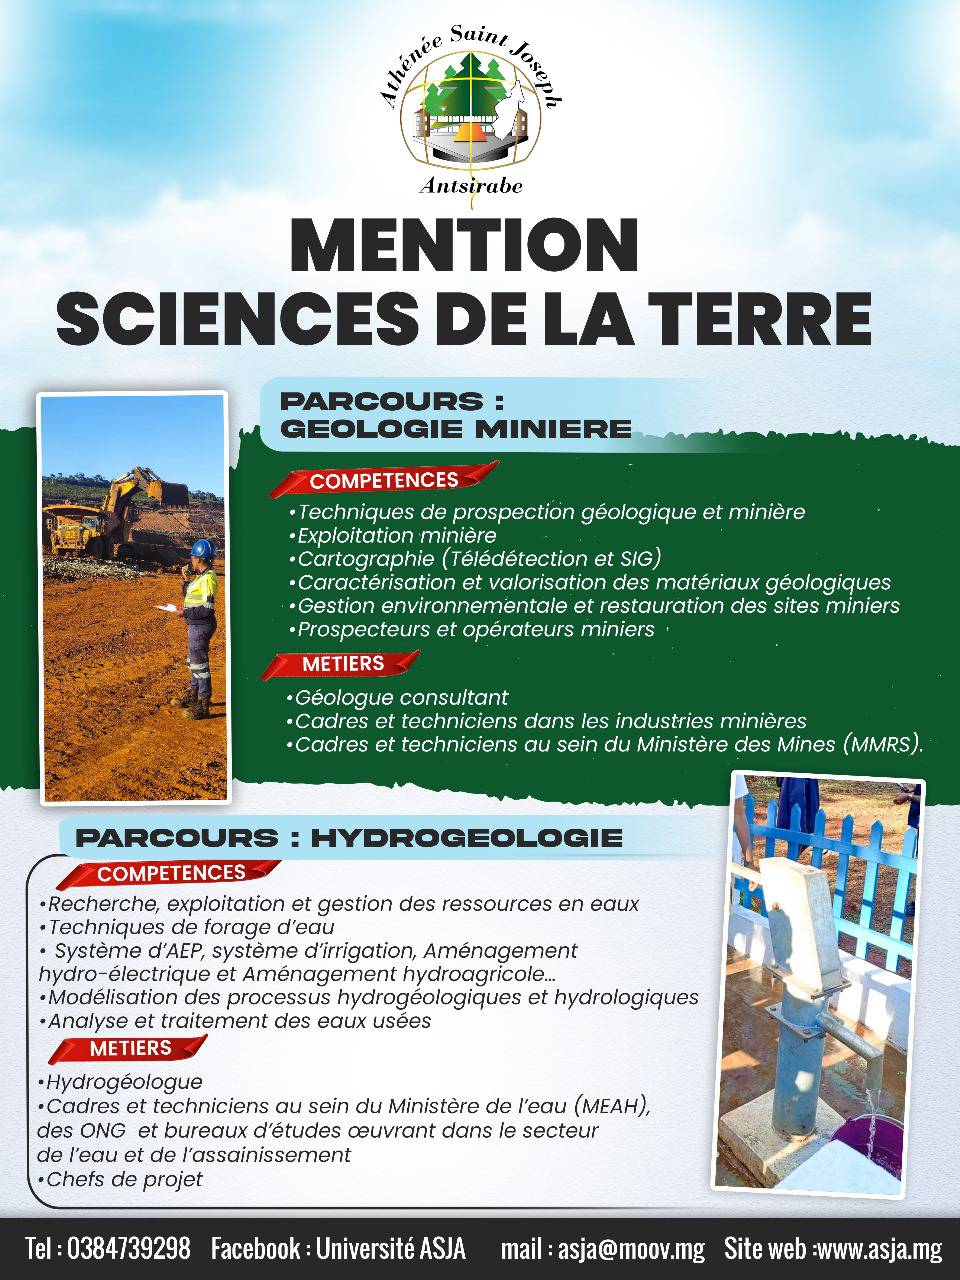 Athénée Saint Joseph
Antsirabe
MENTION
SCIENCES DE LA TERRE
PARCOURS :
GEOLOGIE MINIERE
COMPETENCES
•Techniques de prospection géologique et minière
•Exploitation minière
•Cartographie (Télédétection et SIG)
•Caractérisation et valorisation des matériaux géologiques
•Gestion environnementale et restauration des sites miniers
•Prospecteurs et opérateurs miniers
METIERS
•Géologue consultant
•Cadres et techniciens dans les industries minières
•Cadres et techniciens au sein du Ministère des Mines (MMRS).
PARCOURS : HYDROGEOLOGIE
COMPETENCES
•Recherche, exploitation et gestion des ressources en eaux
•Techniques de forage d’eau
• Système d’AEP, système d’irrigation, Aménagement
hydro-électrique et Aménagement hydroagricole...
•Modélisation des processus hydrogéologiques et hydrologiques
•Analyse et traitement des eaux usées
METIERS
•Hydrogéologue
•Cadres et techniciens au sein du Ministère de l’eau (MEAH),
des ONG et bureaux d’études œuvrant dans le secteur
de l’eau et de l’assainissement
•Chefs de projet
Tel : 0384739298 Facebook : Université ASJA mail : asja@moov.mg Site web :www.asja.mg